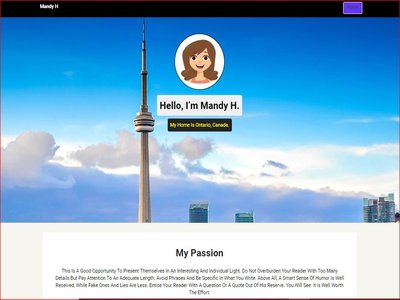 Mandy H
Hello, I'm Mandy H.
My Home Is Ontario, Canada.
My Passion
This Is A Good Opportunity To Present Themselves In An Interesting And Individual Light. Do Not Overburden Your Reader With Too Many
Details But Pay Attention To An Adequate Length. Avoid Phrases And Be Specific In What You Write. Above All, A Smart Sense Of Humor Is Well
Received, While Fake Ones And Lies Are Less. Entice Your Reader With A Question Or A Quote Out Of His Reserve. You Will See: It Is Well Worth
The Effort.